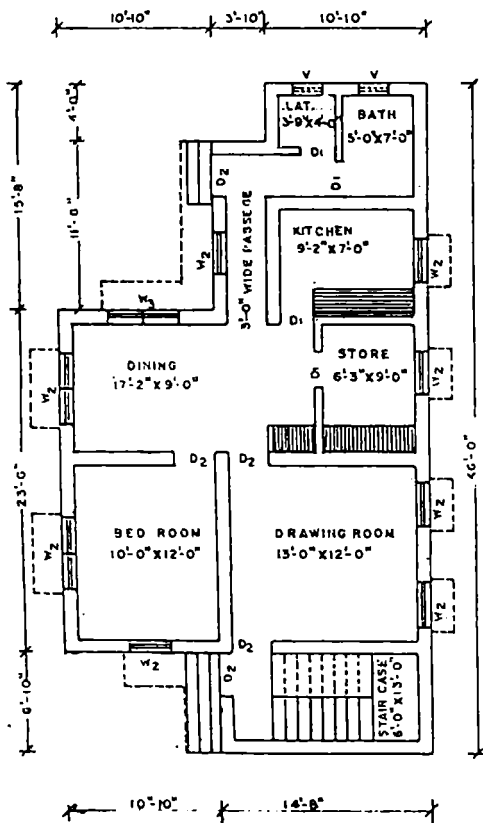 10'-10" 3'-10" 10'-10"
V V
4'-0"
LAT. BATH
3'-9"X4' 5'-0"X7'-0"
D1
D2 D1
15'-8"
11'-0"
KITCHEN
9'-2"X7'-0"
W2 W2
3'-0" WIDE PASSEGE
W3
D1
STORE
DINING 6'-3"X9'-0"
17'-2"X9'-0"
D
W2 W2
46'-0"
D2 D2
23'-6"
W2
BED ROOM DRAWING ROOM
10'-0"X12'-0" 13'-0"X12'-0"
W2
W2
W2
D2
D2
STAIR CASE
6'-0"X13'-0"
6'-10"
10'-10" 14'-8"